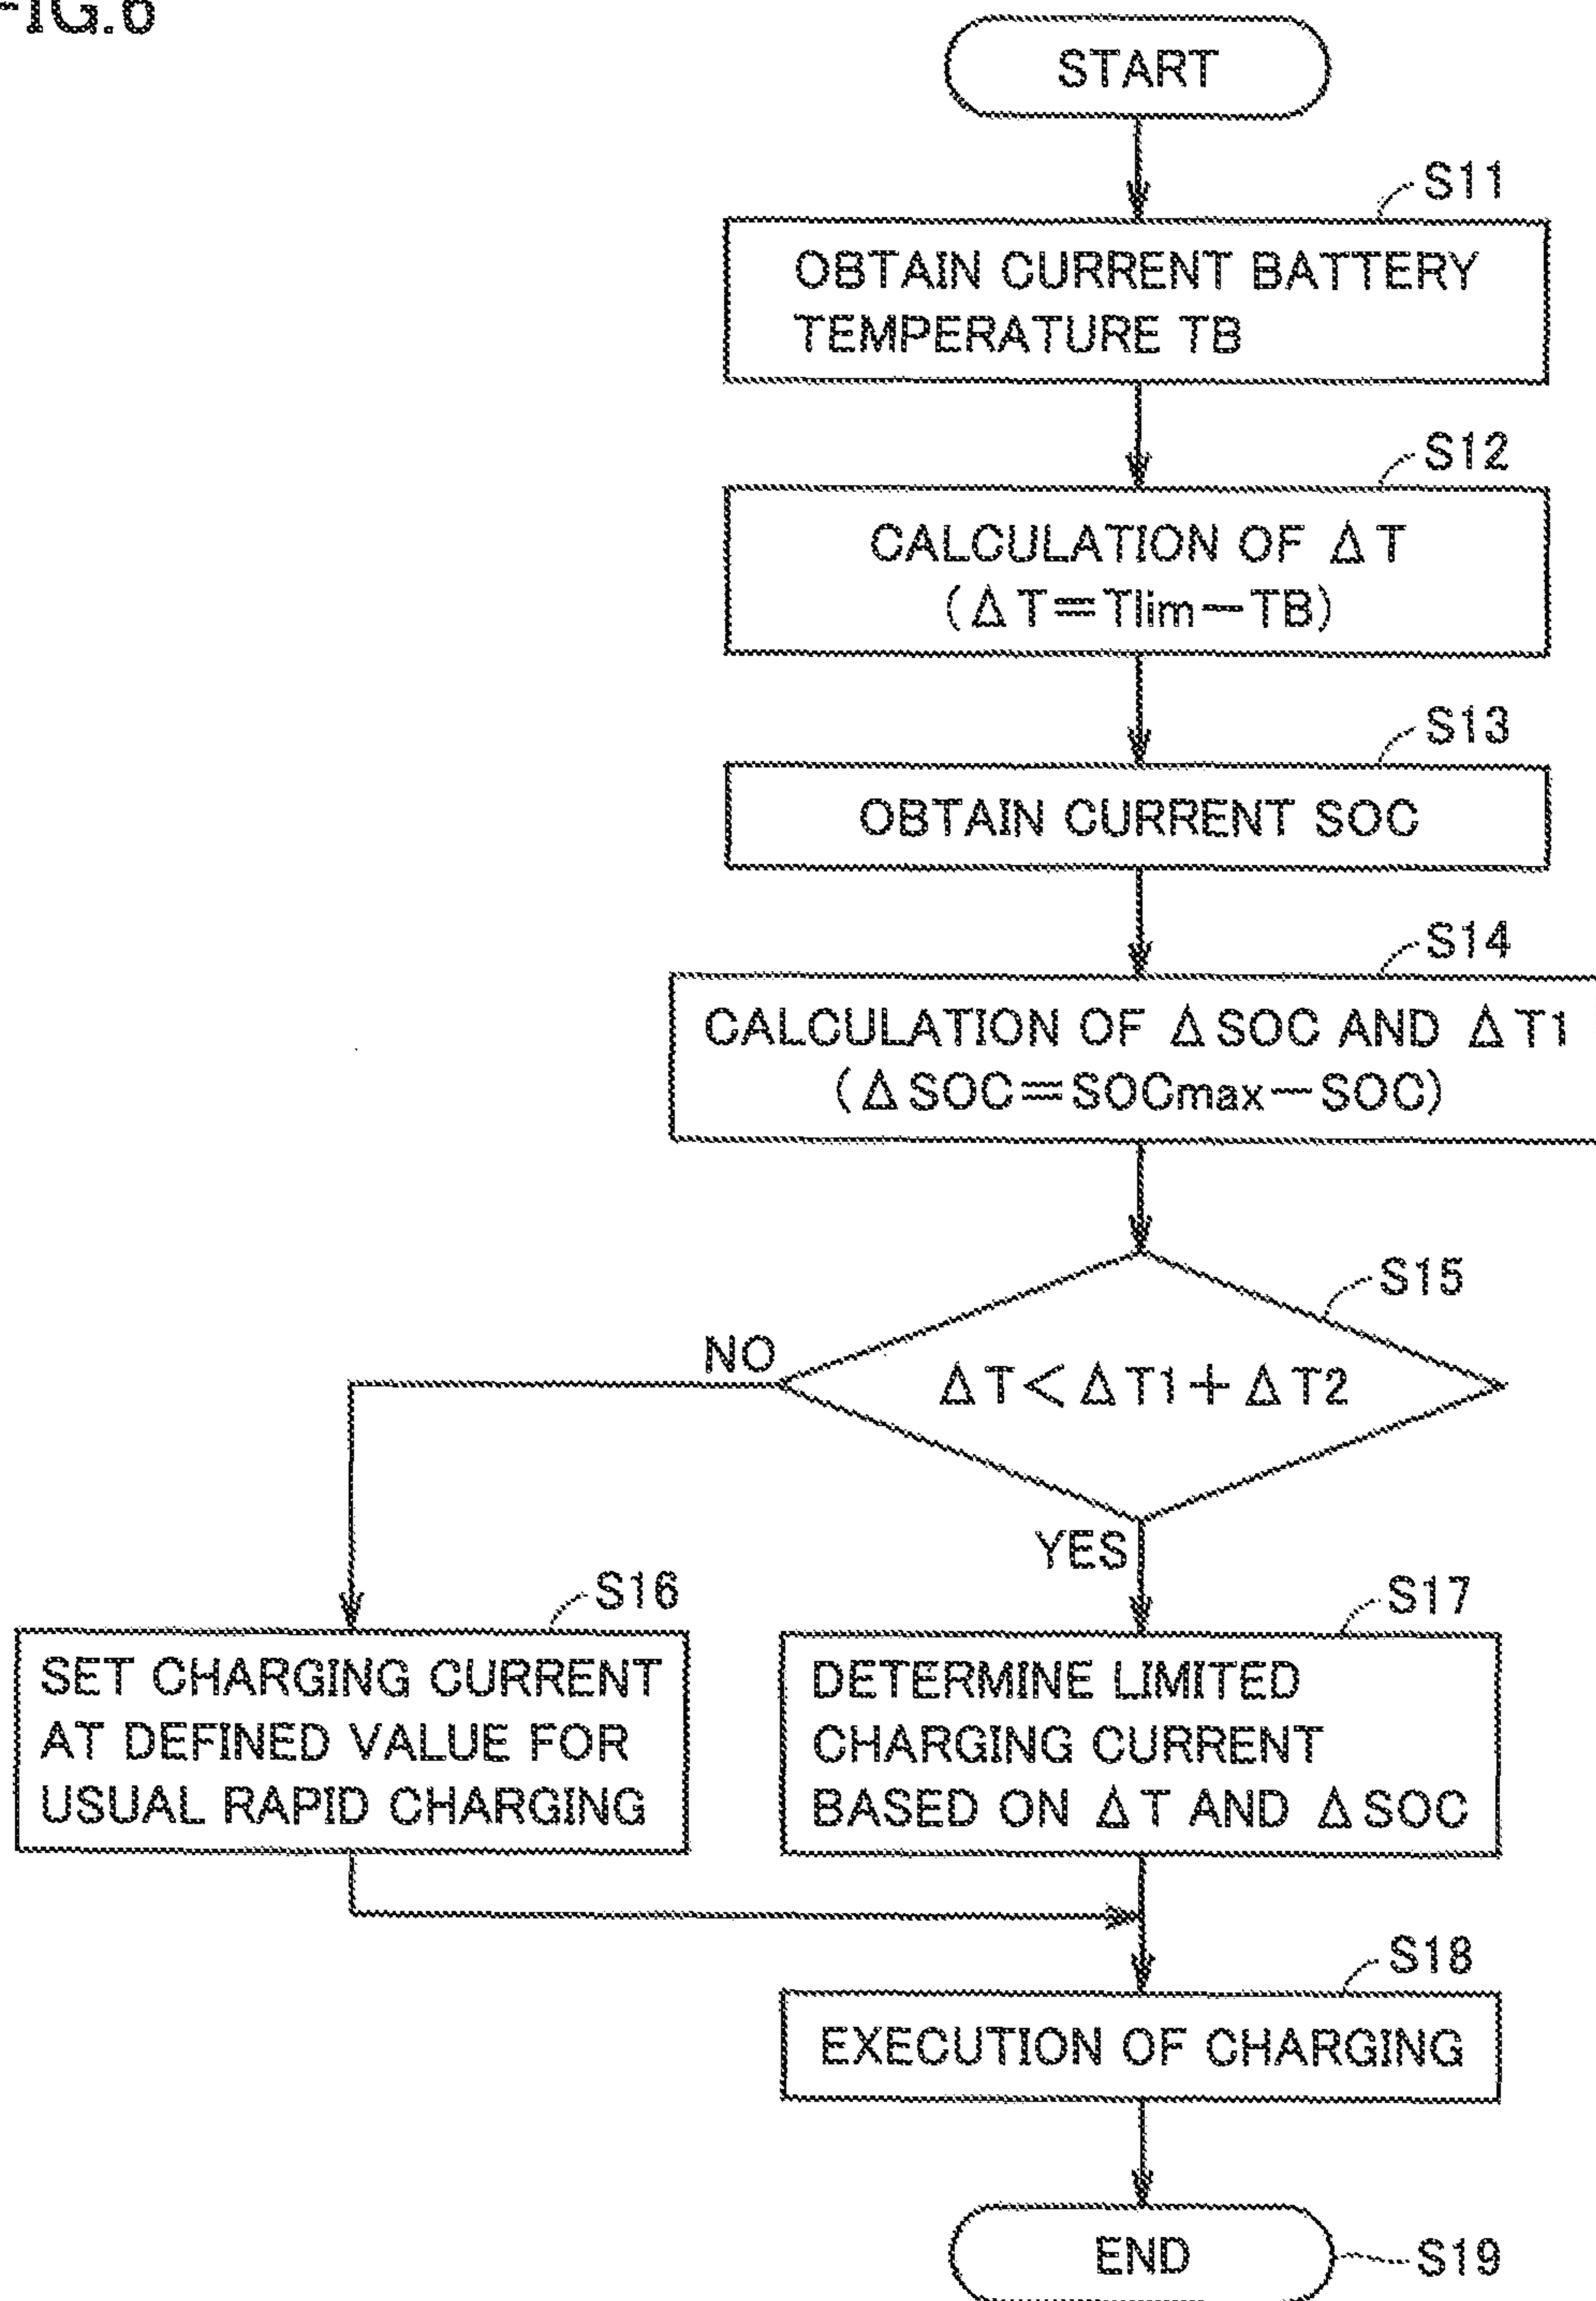 FIG.6
START
S11
OBTAIN CURRENT BATTERY
TEMPERATURE TB
S12
CALCULATION OF ΔT
(ΔT=Tlim-TB)
S13
OBTAIN CURRENT SOC
S14
CALCULATION OF ΔSOC AND ΔT1
(ΔSOC=SOCmax-SOC)
S15
NO
ΔT<ΔT1+ΔT2
YES
S16
SET CHARGING CURRENT
AT DEFINED VALUE FOR
USUAL RAPID CHARGING
S17
DETERMINE LIMITED
CHARGING CURRENT
BASED ON ΔT AND ΔSOC
S18
EXECUTION OF CHARGING
END
S19